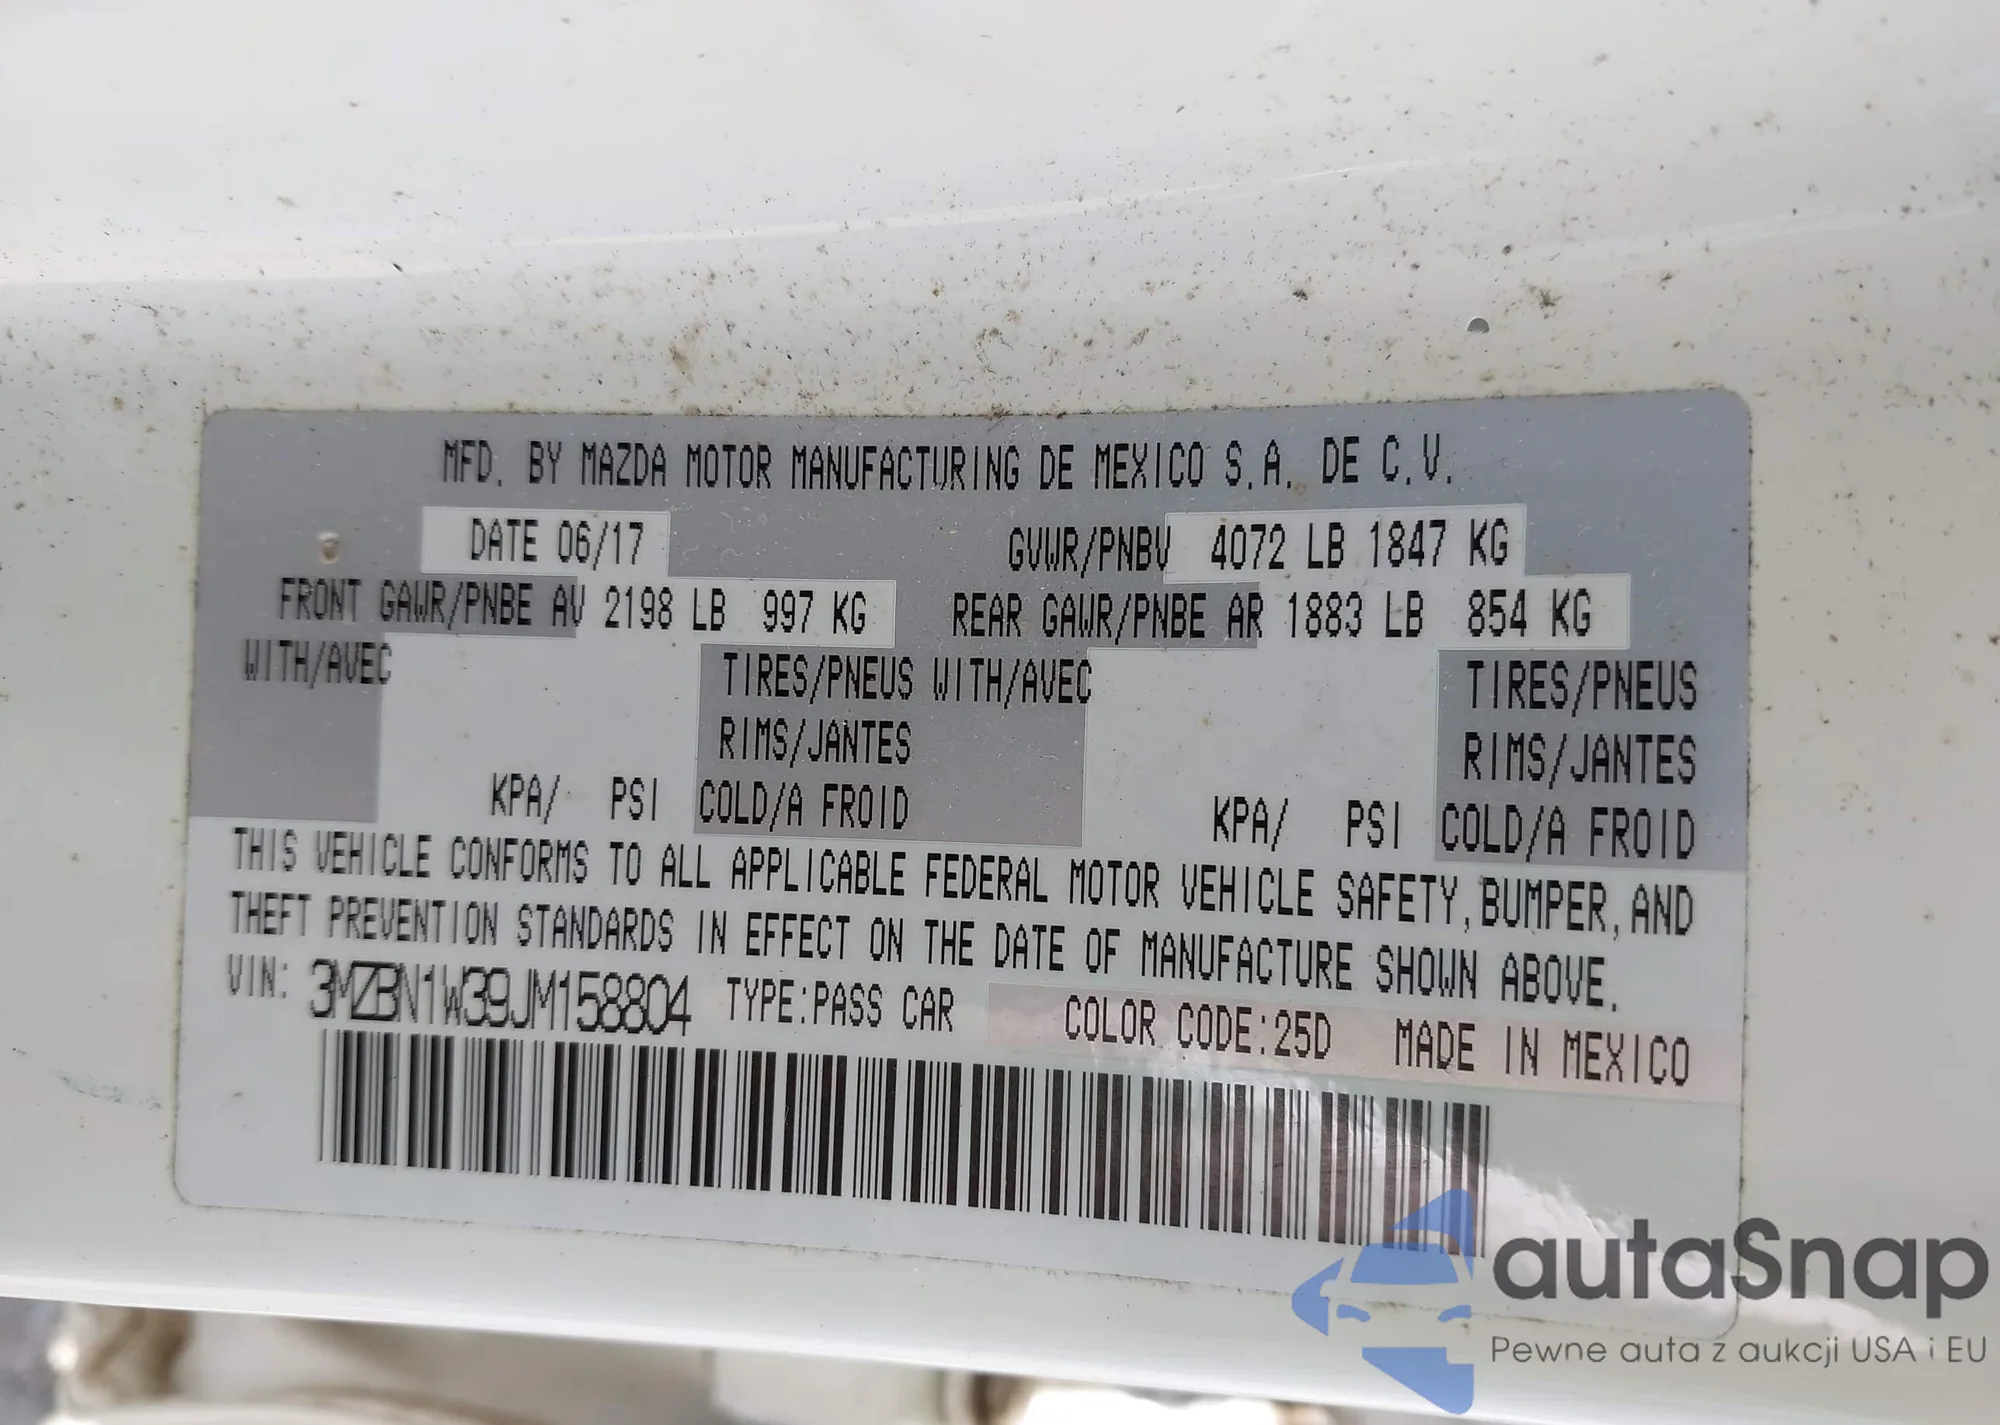 MFD. BY MAZDA MOTOR MANUFACTURING DE MEXICO S.A. DE C.V.
DATE 06/17 GVWR/PNBV 4072 LB 1847 KG
FRONT GAWR/PNBE AV 2198 LB 997 KG REAR GAWR/PNBE AR 1883 LB 854 KG
WITH/AVEC TIRES/PNEUS WITH/AVEC TIRES/PNEUS
RIMS/JANTES RIMS/JANTES
KPA/ PSI COLD/A FROID KPA/ PSI COLD/A FROID
THIS VEHICLE CONFORMS TO ALL APPLICABLE FEDERAL MOTOR VEHICLE SAFETY, BUMPER, AND
THEFT PREVENTION STANDARDS IN EFFECT ON THE DATE OF MANUFACTURE SHOWN ABOVE.
VIN: 3MZBN1W39JM158804 TYPE:PASS CAR COLOR CODE:25D MADE IN MEXICO
autaSnap
Pewne auta z aukcji USA i EU